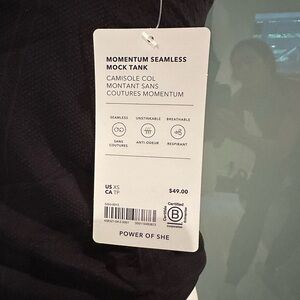 MOMENTUM SEAMLESS
MOCK TANK
CAMISOLE COL
MONTANT SANS
COUTURES MOMENTUM
SEAMLESS UNSTINKABLE BREATHABLE
SANS
COUTURES
ANTI-ODEUR
RESPIRANT
US XS
CA TP
$49.00
Certified
B
Corporation
POWER OF SHE